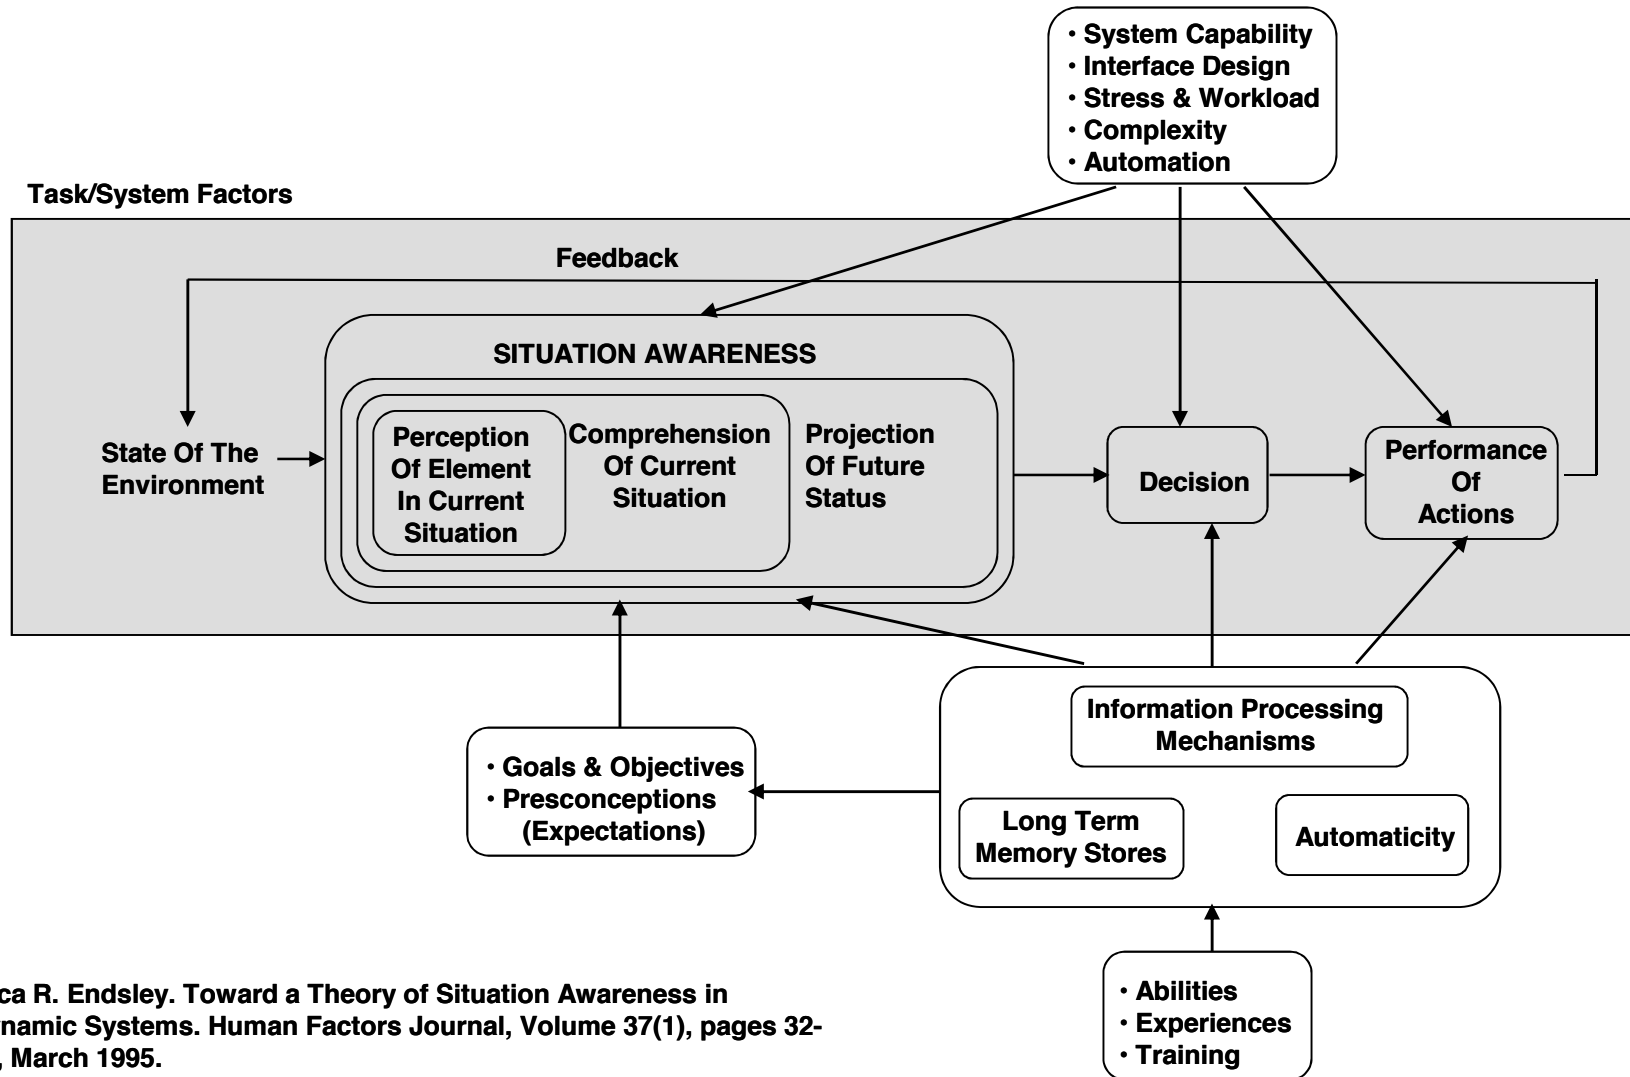 • System Capability
• Interface Design
• Stress & Workload
• Complexity
• Automation
Task/System Factors
Feedback
SITUATION AWARENESS
State Of The
Environment
Perception
Of Element
In Current
Situation
Comprehension
Of Current
Situation
Projection
Of Future
Status
Decision
Performance
Of
Actions
Information Processing
Mechanisms
• Goals & Objectives
• Presconceptions
(Expectations)
Long Term
Memory Stores
Automaticity
ca R. Endsley. Toward a Theory of Situation Awareness in
namic Systems. Human Factors Journal, Volume 37(1), pages 32-
, March 1995.
• Abilities
• Experiences
• Training